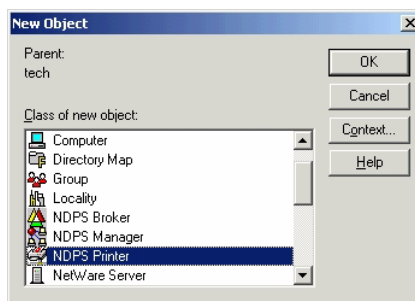 New Object
Parent:
tech
Class of new object:
Computer
Directory Map
Group
Locality
NDPS Broker
NDPS Manager
NDPS Printer
NetWare Server
OK
Cancel
Context...
Help